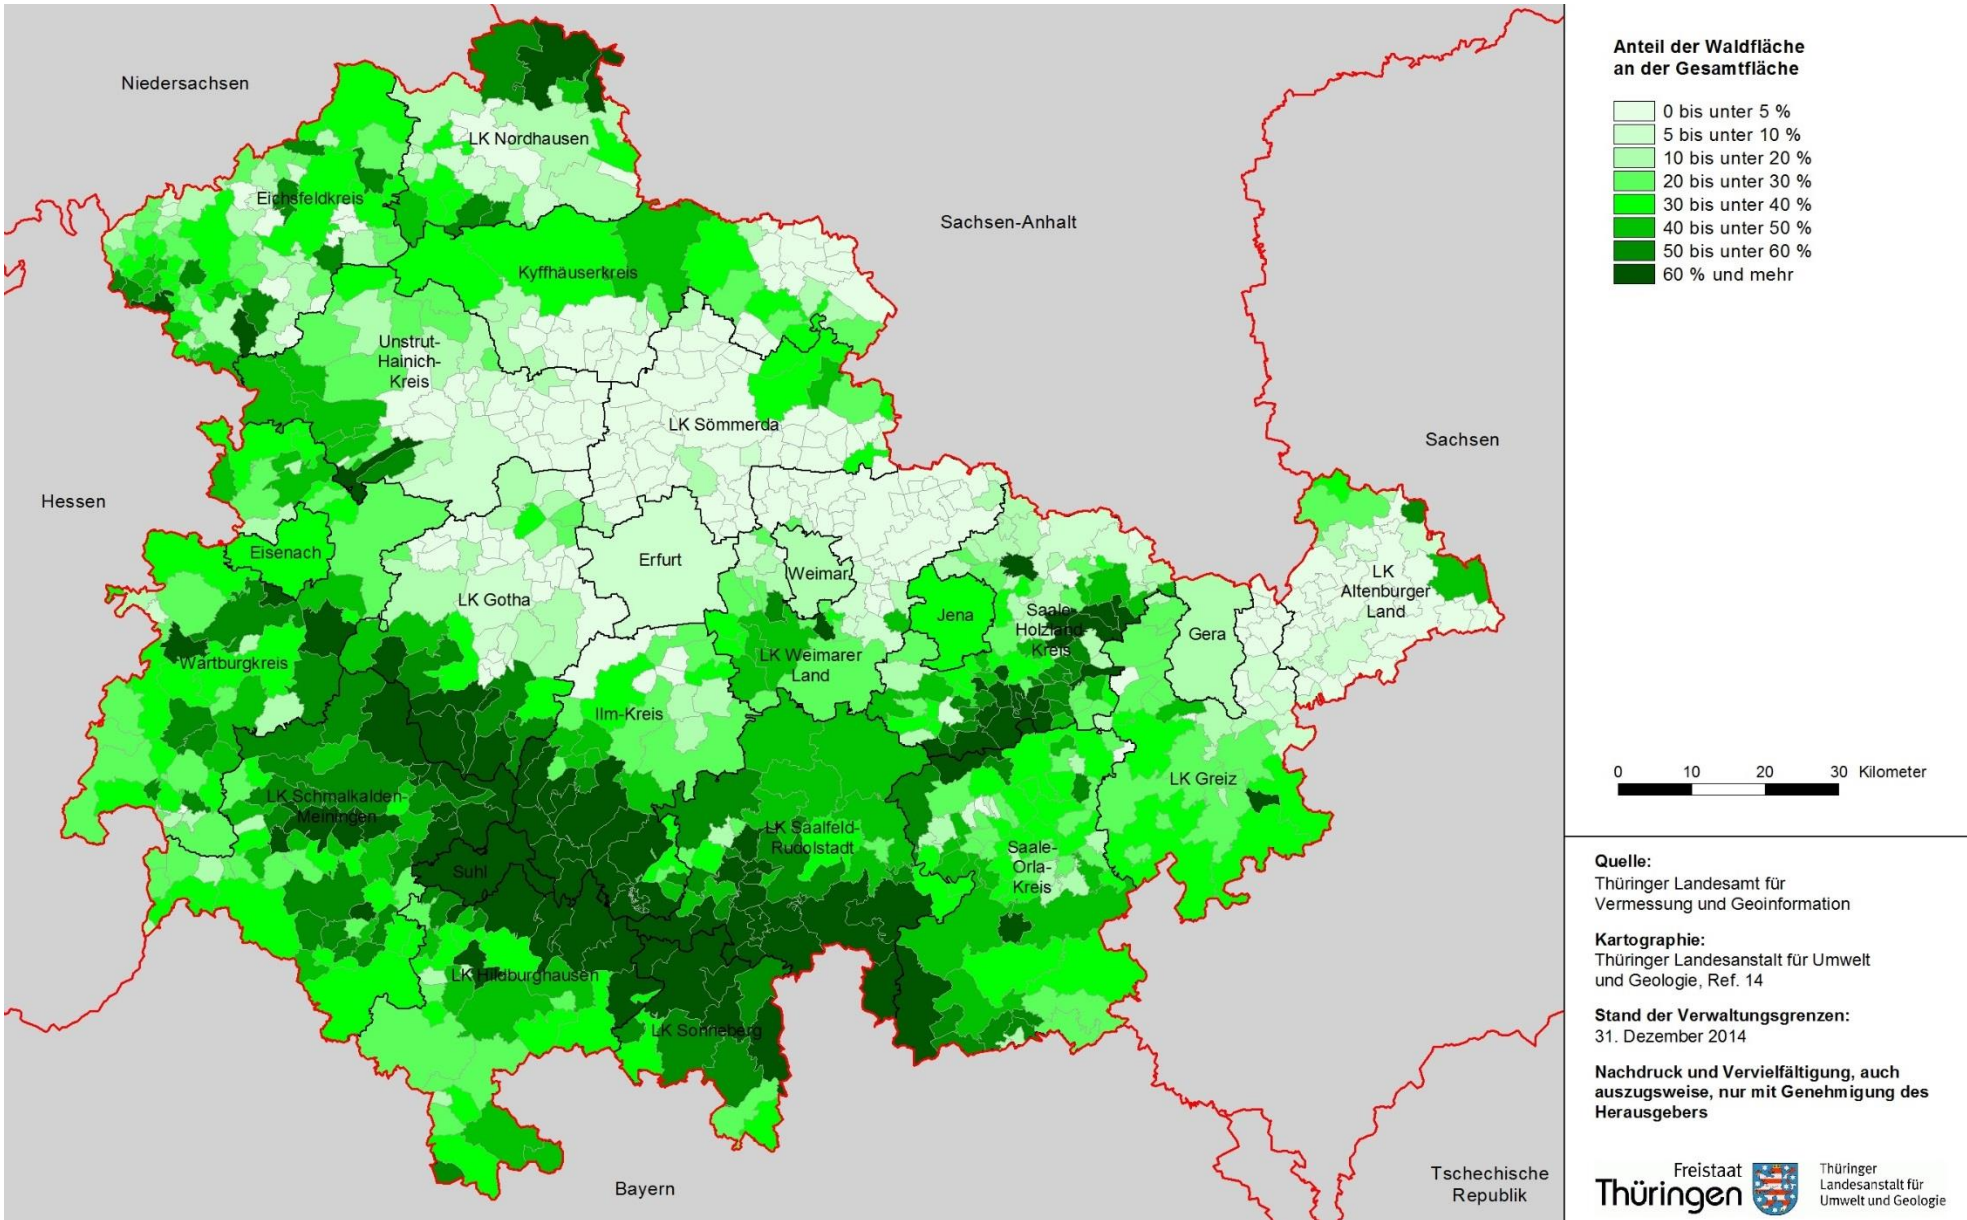 Niedersachsen
LK Nordhausen
Eichsfeldkreis
Sachsen-Anhalt
Kyffhäuserkreis
Unstrut-
Hainich-
Kreis
LK Sömmerda
Sachsen
Hessen
Eisenach
Erfurt
Weimar
LK
Altenburger
Land
LK Gotha
Jena
Saale-
Holzland-
Kreis
Gera
Wartburgkreis
LK Weimarer
Land
Ilm-Kreis
LK Greiz
LK Schmalkalden-
Meiningen
LK Saalfeld-
Rudolstadt
Saale-
Orla-
Kreis
Suhl
LK Hildburghausen
LK Sonneberg
Bayern
Tschechische
Republik
Anteil der Waldfläche
an der Gesamtfläche
0 bis unter 5 %
5 bis unter 10 %
10 bis unter 20 %
20 bis unter 30 %
30 bis unter 40 %
40 bis unter 50 %
50 bis unter 60 %
60 % und mehr
0 10 20 30 Kilometer
Quelle:
Thüringer Landesamt für
Vermessung und Geoinformation
Kartographie:
Thüringer Landesanstalt für Umwelt
und Geologie, Ref. 14
Stand der Verwaltungsgrenzen:
31. Dezember 2014
Nachdruck und Vervielfältigung, auch
auszugsweise, nur mit Genehmigung des
Herausgebers
Freistaat
Thüringen
Thüringer
Landesanstalt für
Umwelt und Geologie